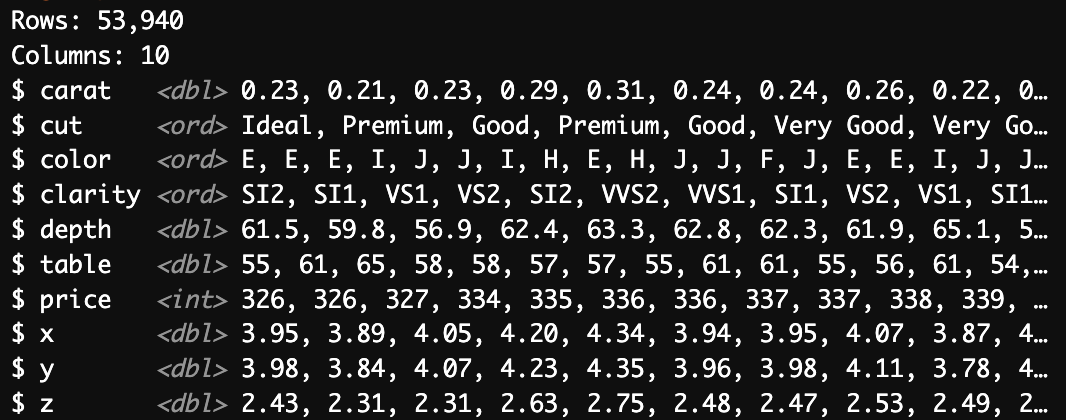 Rows: 53,940
Columns: 10
$ carat   <dbl> 0.23, 0.21, 0.23, 0.29, 0.31, 0.24, 0.24, 0.26, 0.22, 0…
$ cut     <ord> Ideal, Premium, Good, Premium, Good, Very Good, Very Go…
$ color   <ord> E, E, E, I, J, J, I, H, E, H, J, J, F, J, E, E, I, J, J…
$ clarity <ord> SI2, SI1, VS1, VS2, SI2, VVS2, VVS1, SI1, VS2, VS1, SI1…
$ depth   <dbl> 61.5, 59.8, 56.9, 62.4, 63.3, 62.8, 62.3, 61.9, 65.1, 5…
$ table   <dbl> 55, 61, 65, 58, 58, 57, 57, 55, 61, 61, 55, 56, 61, 54,…
$ price   <int> 326, 326, 327, 334, 335, 336, 336, 337, 337, 338, 339, …
$ x       <dbl> 3.95, 3.89, 4.05, 4.20, 4.34, 3.94, 3.95, 4.07, 3.87, 4…
$ y       <dbl> 3.98, 3.84, 4.07, 4.23, 4.35, 3.96, 3.98, 4.11, 3.78, 4…
$ z       <dbl> 2.43, 2.31, 2.31, 2.63, 2.75, 2.48, 2.47, 2.53, 2.49, 2…